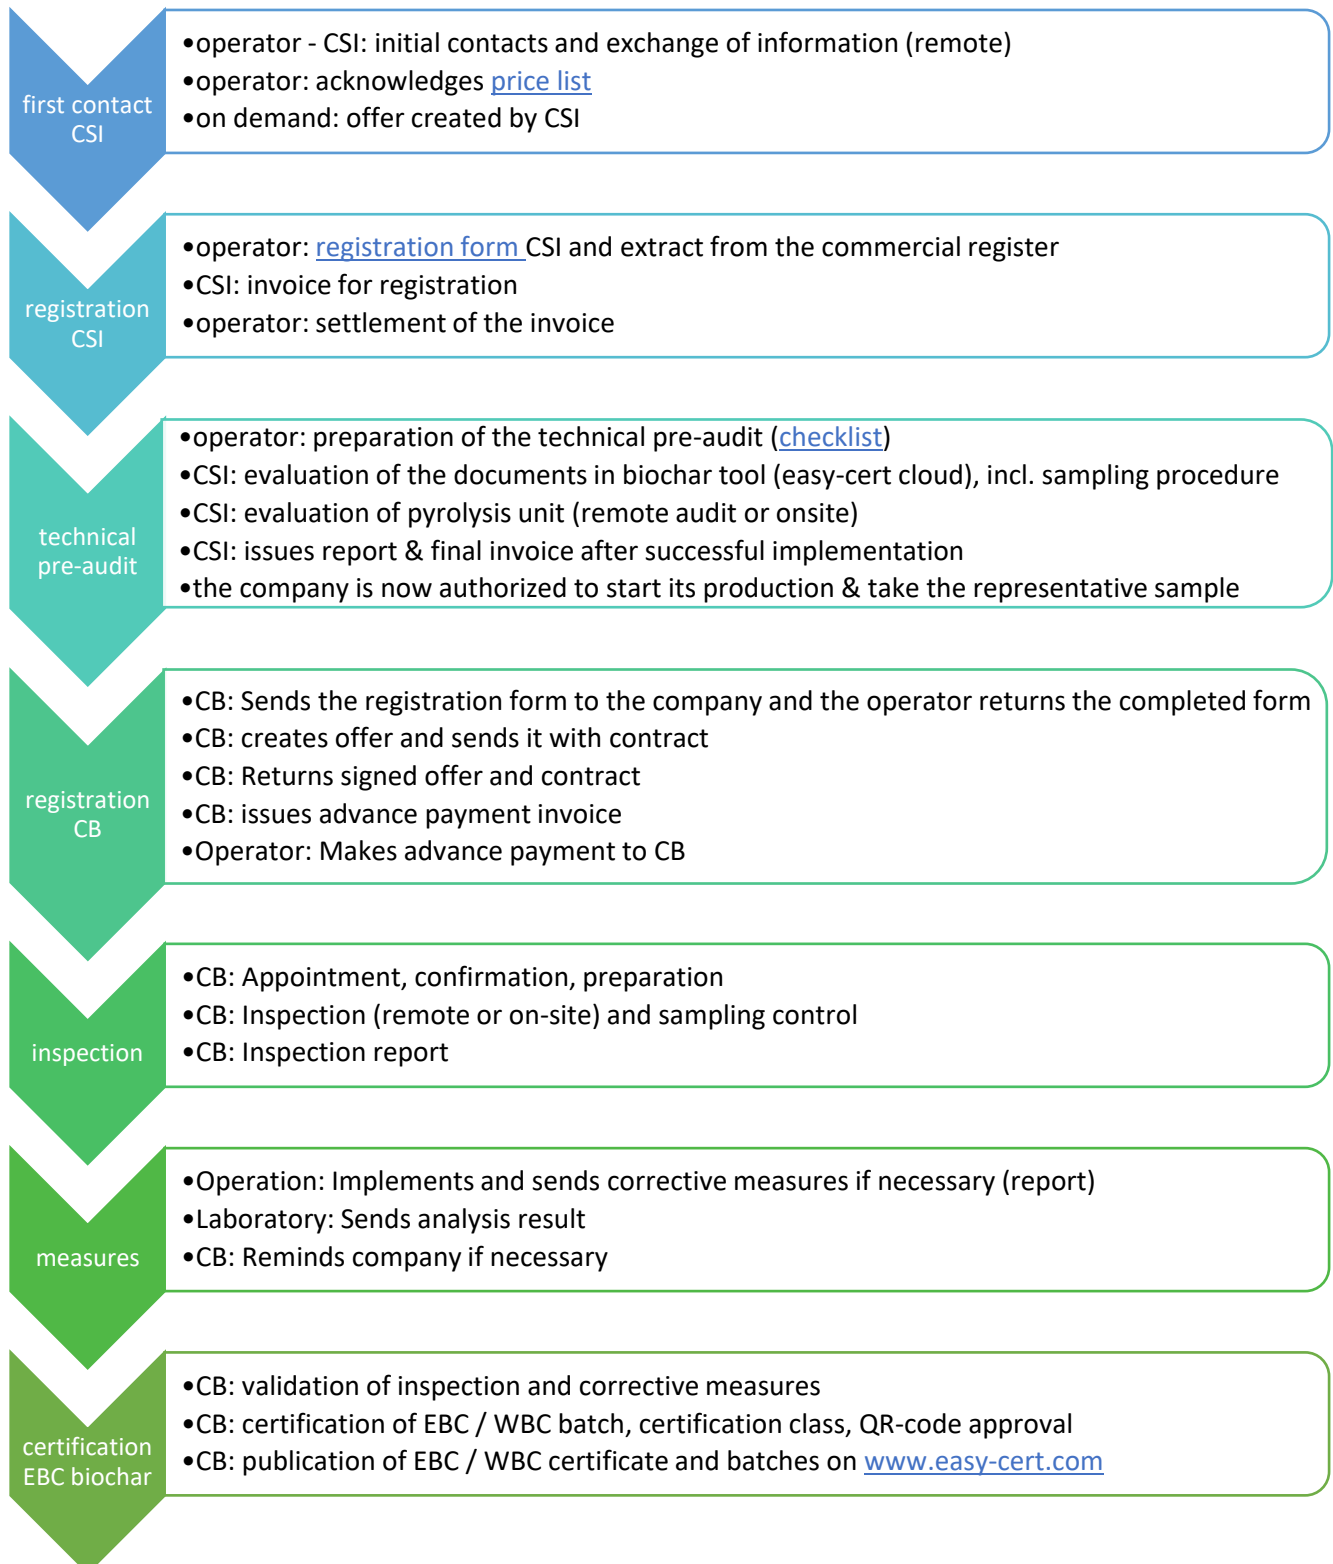 first contact
CSI
•operator - CSI: initial contacts and exchange of information (remote)
•operator: acknowledges price list
•on demand: offer created by CSI
registration
CSI
•operator: registration form CSI and extract from the commercial register
•CSI: invoice for registration
•operator: settlement of the invoice
technical
pre-audit
•operator: preparation of the technical pre-audit (checklist)
•CSI: evaluation of the documents in biochar tool (easy-cert cloud), incl. sampling procedure
•CSI: evaluation of pyrolysis unit (remote audit or onsite)
•CSI: issues report & final invoice after successful implementation
•the company is now authorized to start its production & take the representative sample
registration
CB
•CB: Sends the registration form to the company and the operator returns the completed form
•CB: creates offer and sends it with contract
•CB: Returns signed offer and contract
•CB: issues advance payment invoice
•Operator: Makes advance payment to CB
inspection
•CB: Appointment, confirmation, preparation
•CB: Inspection (remote or on-site) and sampling control
•CB: Inspection report
measures
•Operation: Implements and sends corrective measures if necessary (report)
•Laboratory: Sends analysis result
•CB: Reminds company if necessary
certification
EBC biochar
•CB: validation of inspection and corrective measures
•CB: certification of EBC / WBC batch, certification class, QR-code approval
•CB: publication of EBC / WBC certificate and batches on www.easy-cert.com